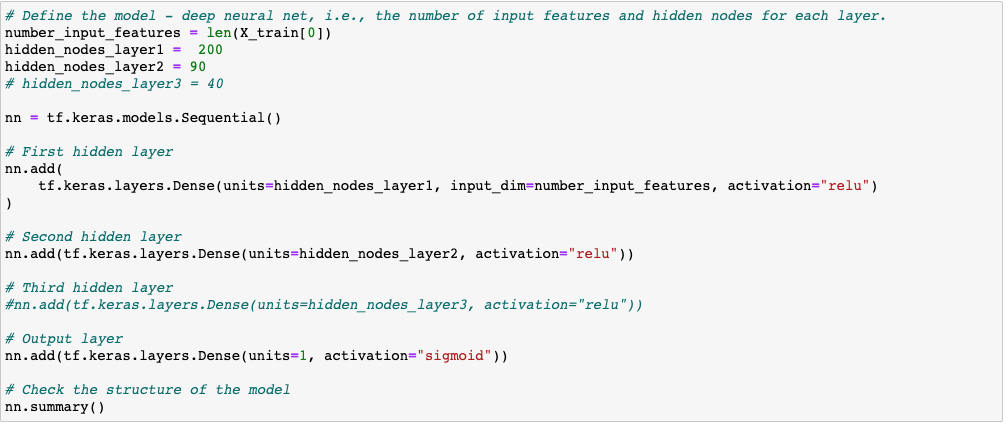 # Define the model - deep neural net, i.e., the number of input features and hidden nodes for each layer.
number_input_features = len(X_train[0])
hidden_nodes_layer1 =  200
hidden_nodes_layer2 = 90
# hidden_nodes_layer3 = 40
nn = tf.keras.models.Sequential()
# First hidden layer
nn.add(
    tf.keras.layers.Dense(units=hidden_nodes_layer1, input_dim=number_input_features, activation="relu")
)
# Second hidden layer
nn.add(tf.keras.layers.Dense(units=hidden_nodes_layer2, activation="relu"))
# Third hidden layer
#nn.add(tf.keras.layers.Dense(units=hidden_nodes_layer3, activation="relu"))
# Output layer
nn.add(tf.keras.layers.Dense(units=1, activation="sigmoid"))
# Check the structure of the model
nn.summary()